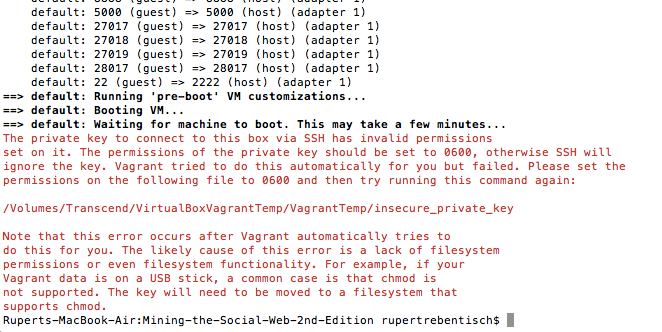 default: 5000 (guest) => 5000 (host) (adapter 1)
default: 27017 (guest) => 27017 (host) (adapter 1)
default: 27018 (guest) => 27018 (host) (adapter 1)
default: 27019 (guest) => 27019 (host) (adapter 1)
default: 28017 (guest) => 28017 (host) (adapter 1)
default: 22 (guest) => 2222 (host) (adapter 1)
==> default: Running 'pre-boot' VM customizations...
==> default: Booting VM...
==> default: Waiting for machine to boot. This may take a few minutes...
The private key to connect to this box via SSH has invalid permissions
set on it. The permissions of the private key should be set to 0600, otherwise SSH will
ignore the key. Vagrant tried to do this automatically for you but failed. Please set the
permissions on the following file to 0600 and then try running this command again:
/Volumes/Transcend/VirtualBoxVagrantTemp/VagrantTemp/insecure_private_key
Note that this error occurs after Vagrant automatically tries to
do this for you. The likely cause of this error is a lack of filesystem
permissions or even filesystem functionality. For example, if your
Vagrant data is on a USB stick, a common case is that chmod is
not supported. The key will need to be moved to a filesystem that
supports chmod.
Ruperts-MacBook-Air:Mining-the-Social-Web-2nd-Edition rupertrebentisch$